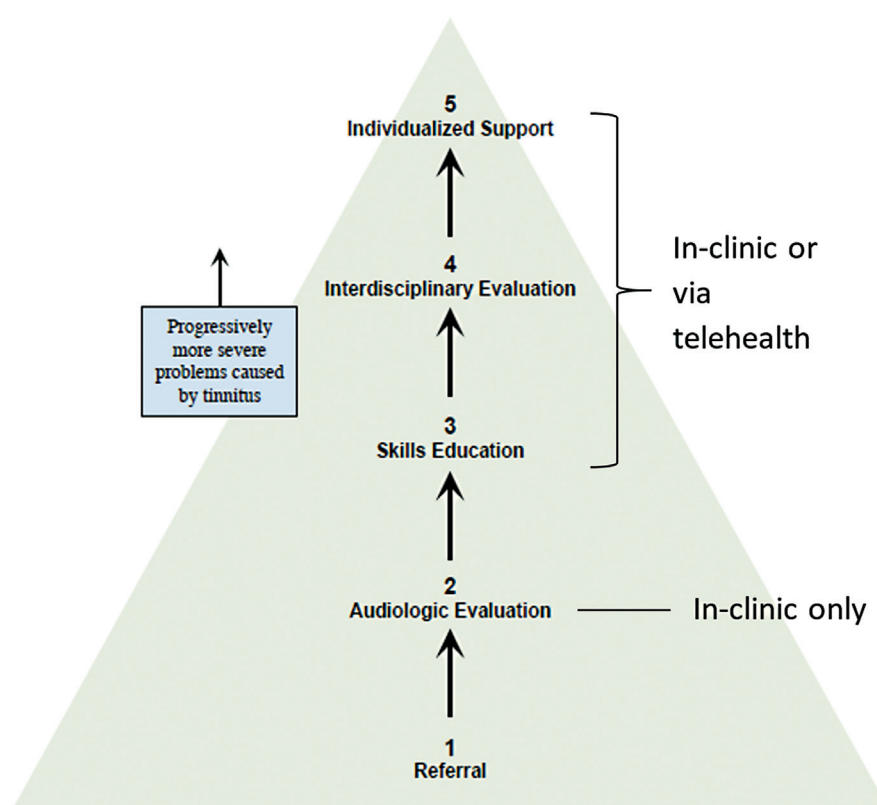 5
Individualized Support
4
Interdisciplinary Evaluation
In-clinic or
via
telehealth
Progressively
more severe
problems caused
by tinnitus
3
Skills Education
2
Audiologic Evaluation
In-clinic only
1
Referral